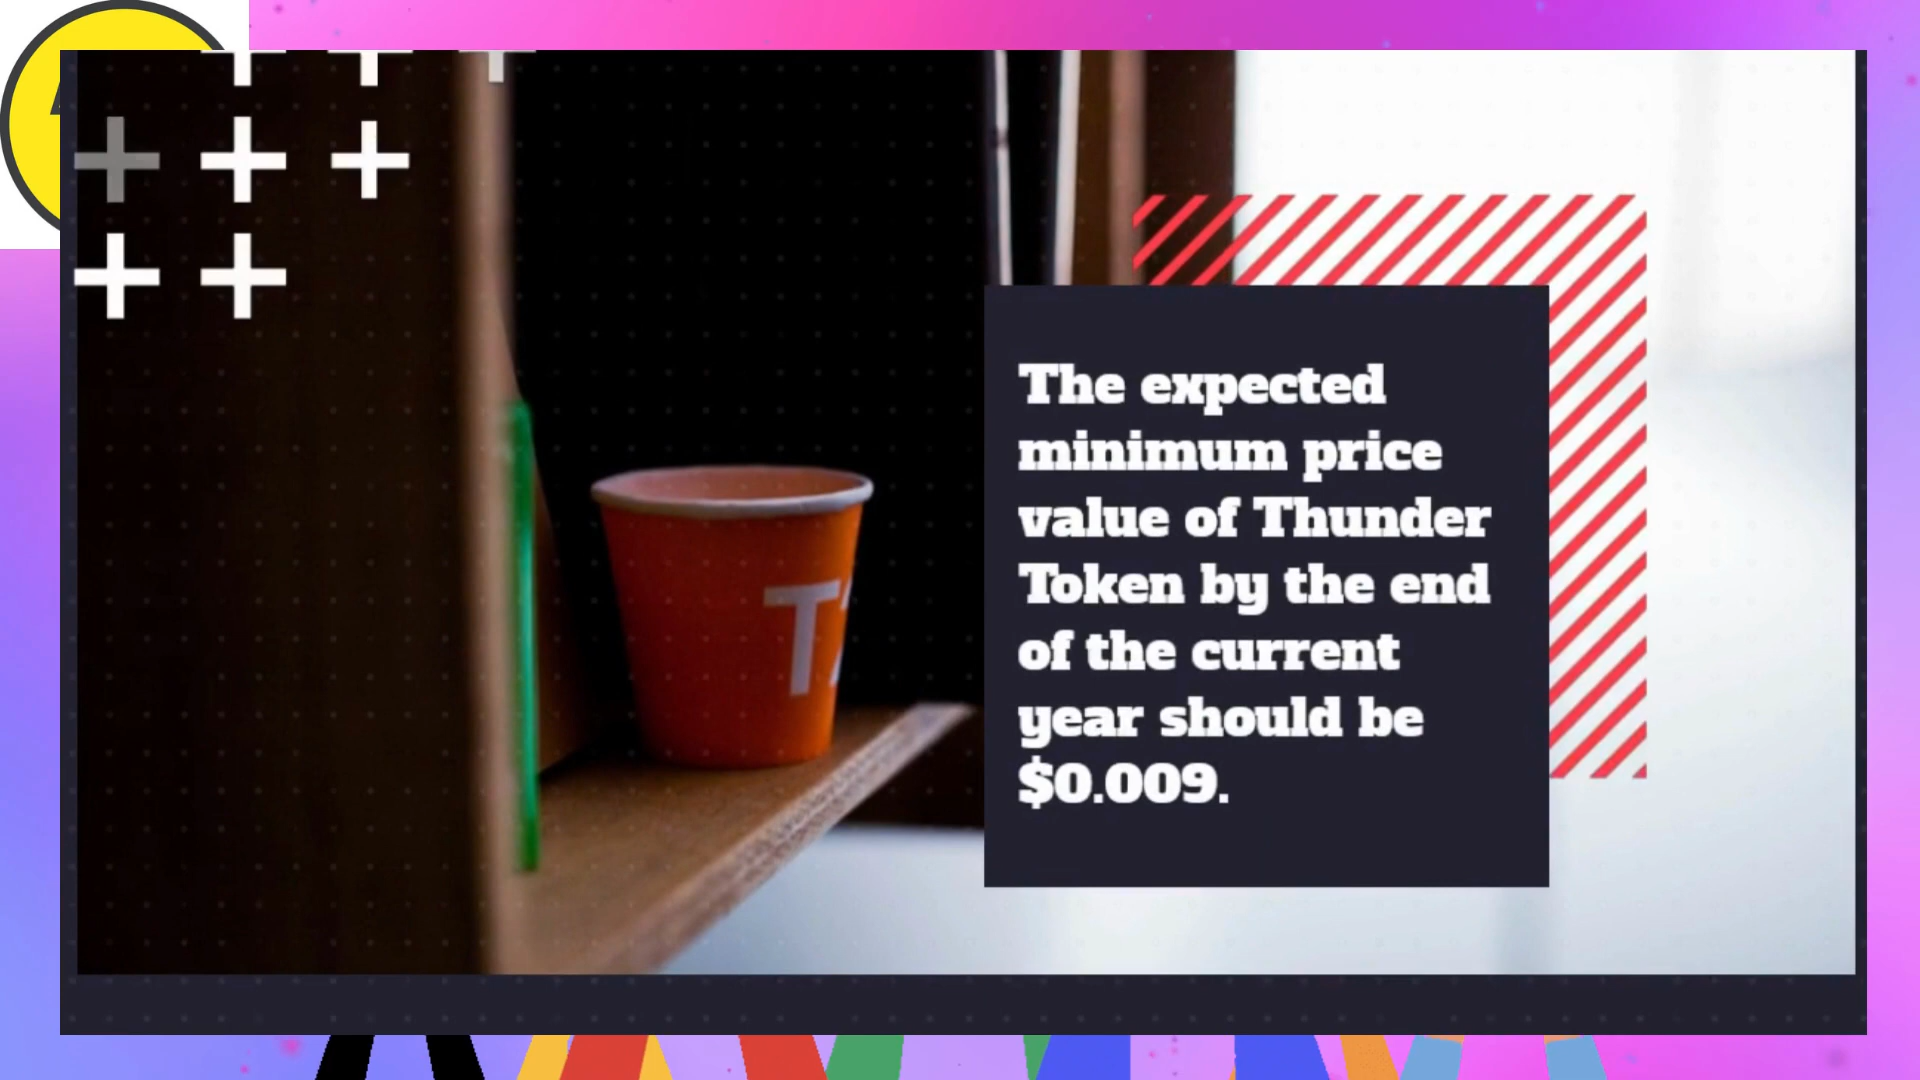 The expected
minimum price
value of Thunder
Token by the end
of the current
year should be
$0.009.
T